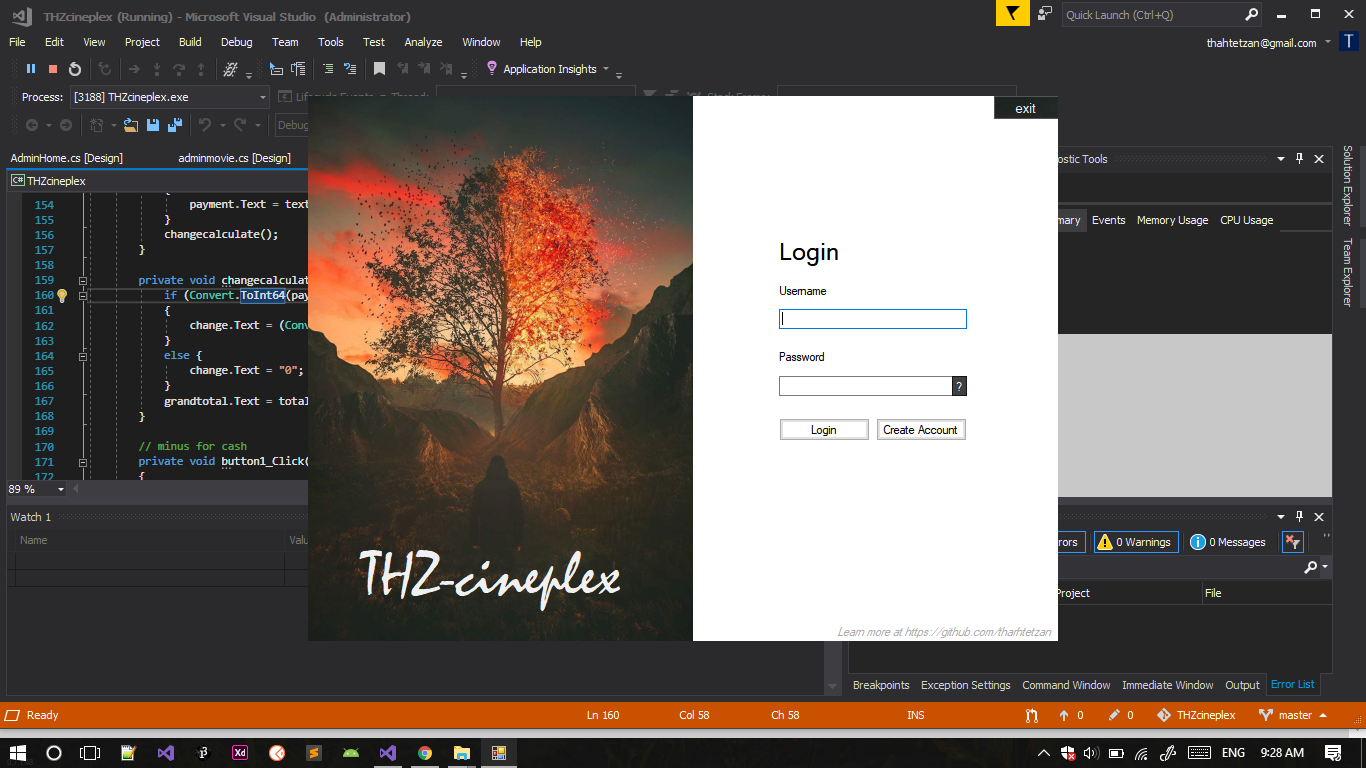 THZcineplex (Running) - Microsoft Visual Studio (Administrator)
Quick Launch (Ctrl+Q)
File Edit View Project Build Debug Team Tools Test Analyze Window Help
thahtetzan@gmail.com T
Application Insights
Process: [3188] THZcineplex.exe
Lifecycle Events Thread: Stack Frame:
Debug
AdminHome.cs [Design] adminmovie.cs [Design]
C# THZcineplex
154 payment.Text = text
155 }
156 changecalculate();
157 }
158
159 private void changecalculat
160 if (Convert.ToInt64(pay
161 {
162 change.Text = (Conv
163 }
164 else {
165 change.Text = "0";
166 }
167 grandtotal.Text = total
168 }
169
170 // minus for cash
171 private void button1_Click(
172 {
89 %
Watch 1
Name Valu
exit
Login
Username
Password
?
Login Create Account
THZ-cineplex
Learn more at https://github.com/tharhtetzan
ostic Tools
mary Events Memory Usage CPU Usage
Solution Explorer
Team Explorer
rors 0 Warnings 0 Messages
Project File
Breakpoints Exception Settings Command Window Immediate Window Output Error List
Ready Ln 160 Col 58 Ch 58 INS 0 0 THZcineplex master
Xd ENG 9:28 AM